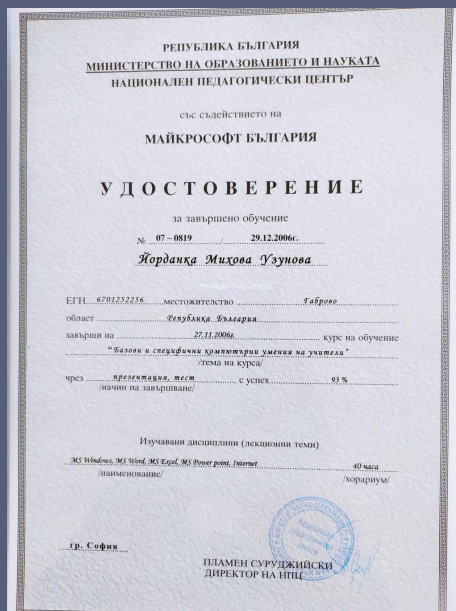 РЕПУБЛИКА БЪЛГАРИЯ
МИНИСТЕРСТВО НА ОБРАЗОВАНИЕТО И НАУКАТА
НАЦИОНАЛЕН ПЕДАГОГИЧЕСКИ ЦЕНТЪР
със съдействието на
МАЙКРОСОФТ БЪЛГАРИЯ
УДОСТОВЕРЕНИЕ
за завършено обучение
№ 07 – 0819 / 29.12.2006г.
Йорданка Михова Узунова
ЕГН 6701252256 местожителство Габрово
област Република България
завърши на 27.11.2006г. курс на обучение
"Базови и специфични компютърни умения на учители"
/тема на курса/
чрез презентация, тест с успех 93 %
/начин на завършване/
Изучавани дисциплини (лекционни теми)
MS Windows, MS Word, MS Excel, MS Power point, Internet 40 часа
/наименование/ /хорариум/
гр. София
ПЛАМЕН СУРУДЖИЙСКИ
ДИРЕКТОР НА НПЦ